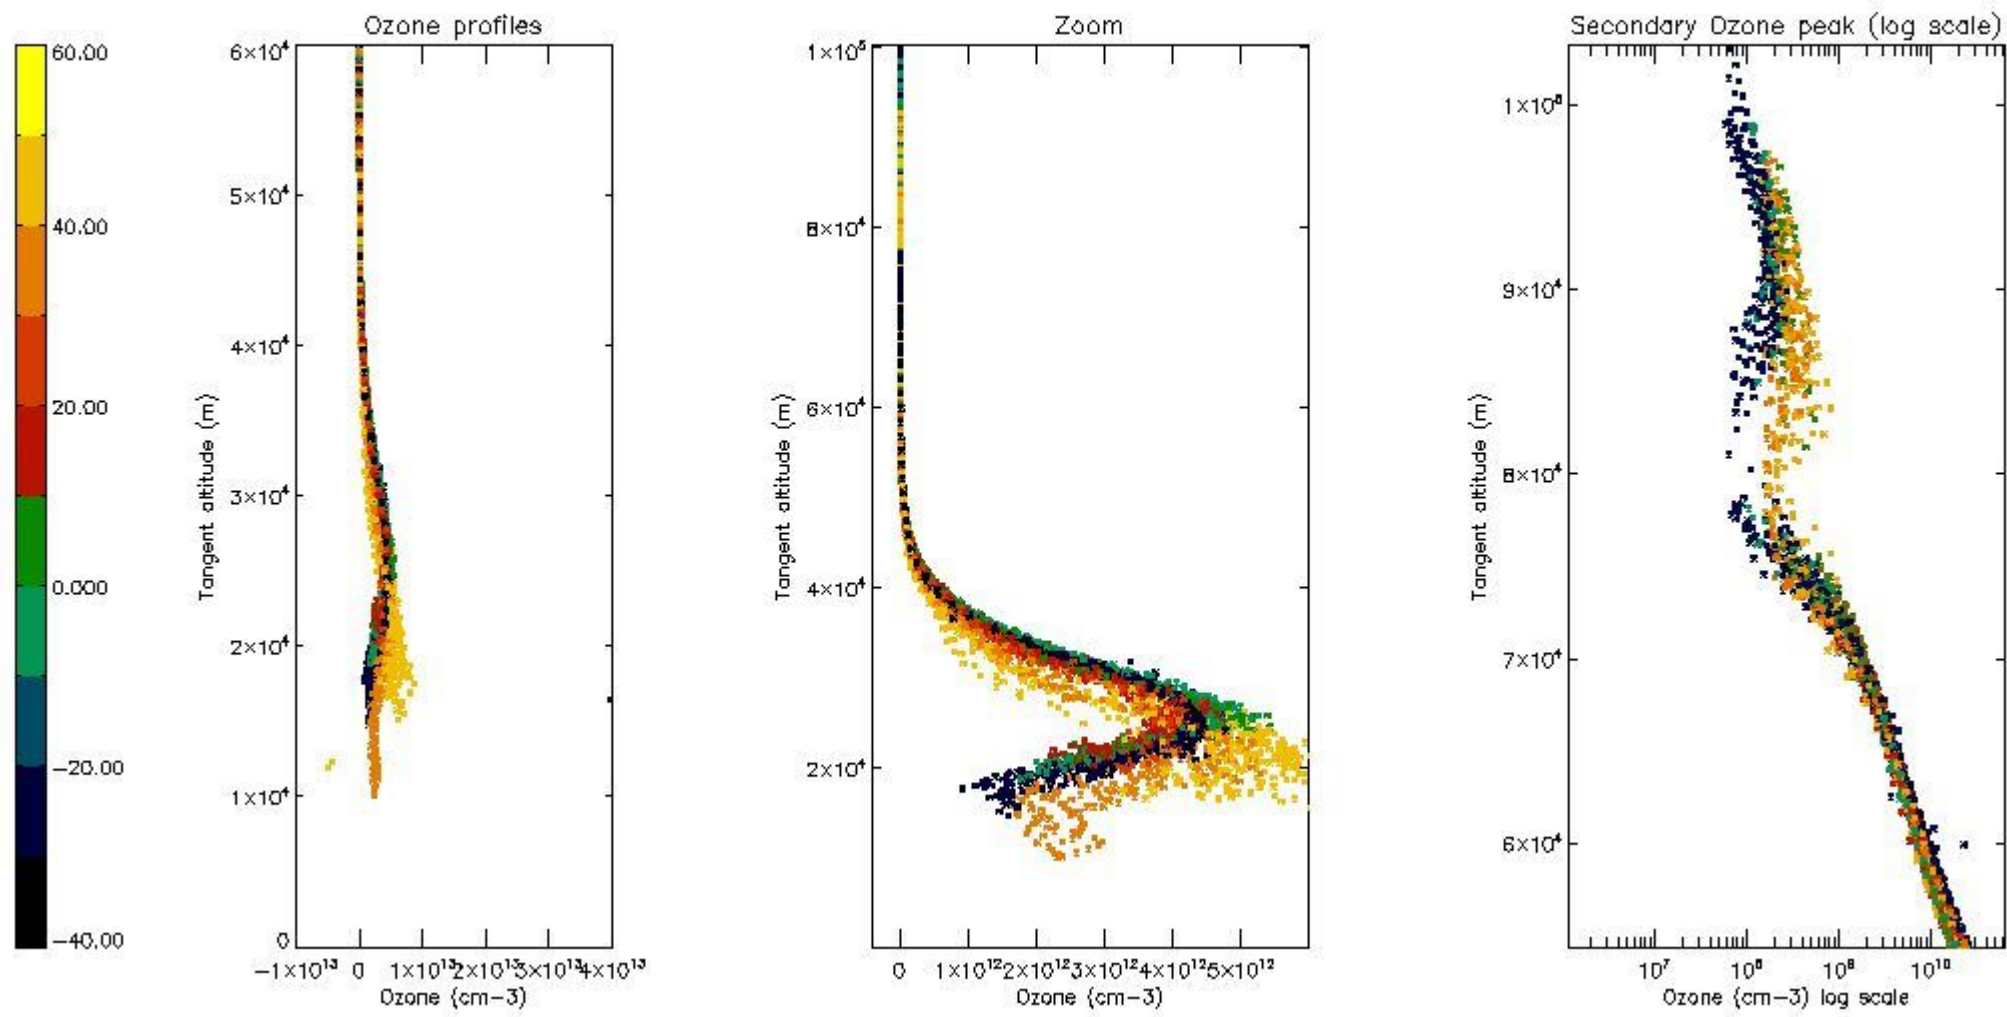 Ozone profiles
Zoom
Secondary Ozone peak (log scale)
60.00
40.00
20.00
0.000
-20.00
-40.00
6×10⁴
5×10⁴
4×10⁴
3×10⁴
2×10⁴
1×10⁴
0
Tangent altitude (m)
-1×10¹³ 0 1×10¹³ 2×10¹³ 3×10¹³ 4×10¹³
Ozone (cm-3)
1×10⁵
8×10⁴
6×10⁴
4×10⁴
2×10⁴
Tangent altitude (m)
0 1×10¹² 2×10¹² 3×10¹² 4×10¹² 5×10¹²
Ozone (cm-3)
9×10⁴
8×10⁴
7×10⁴
6×10⁴
Tangent altitude (m)
10⁷ 10¹⁰
Ozone (cm-3) log scale